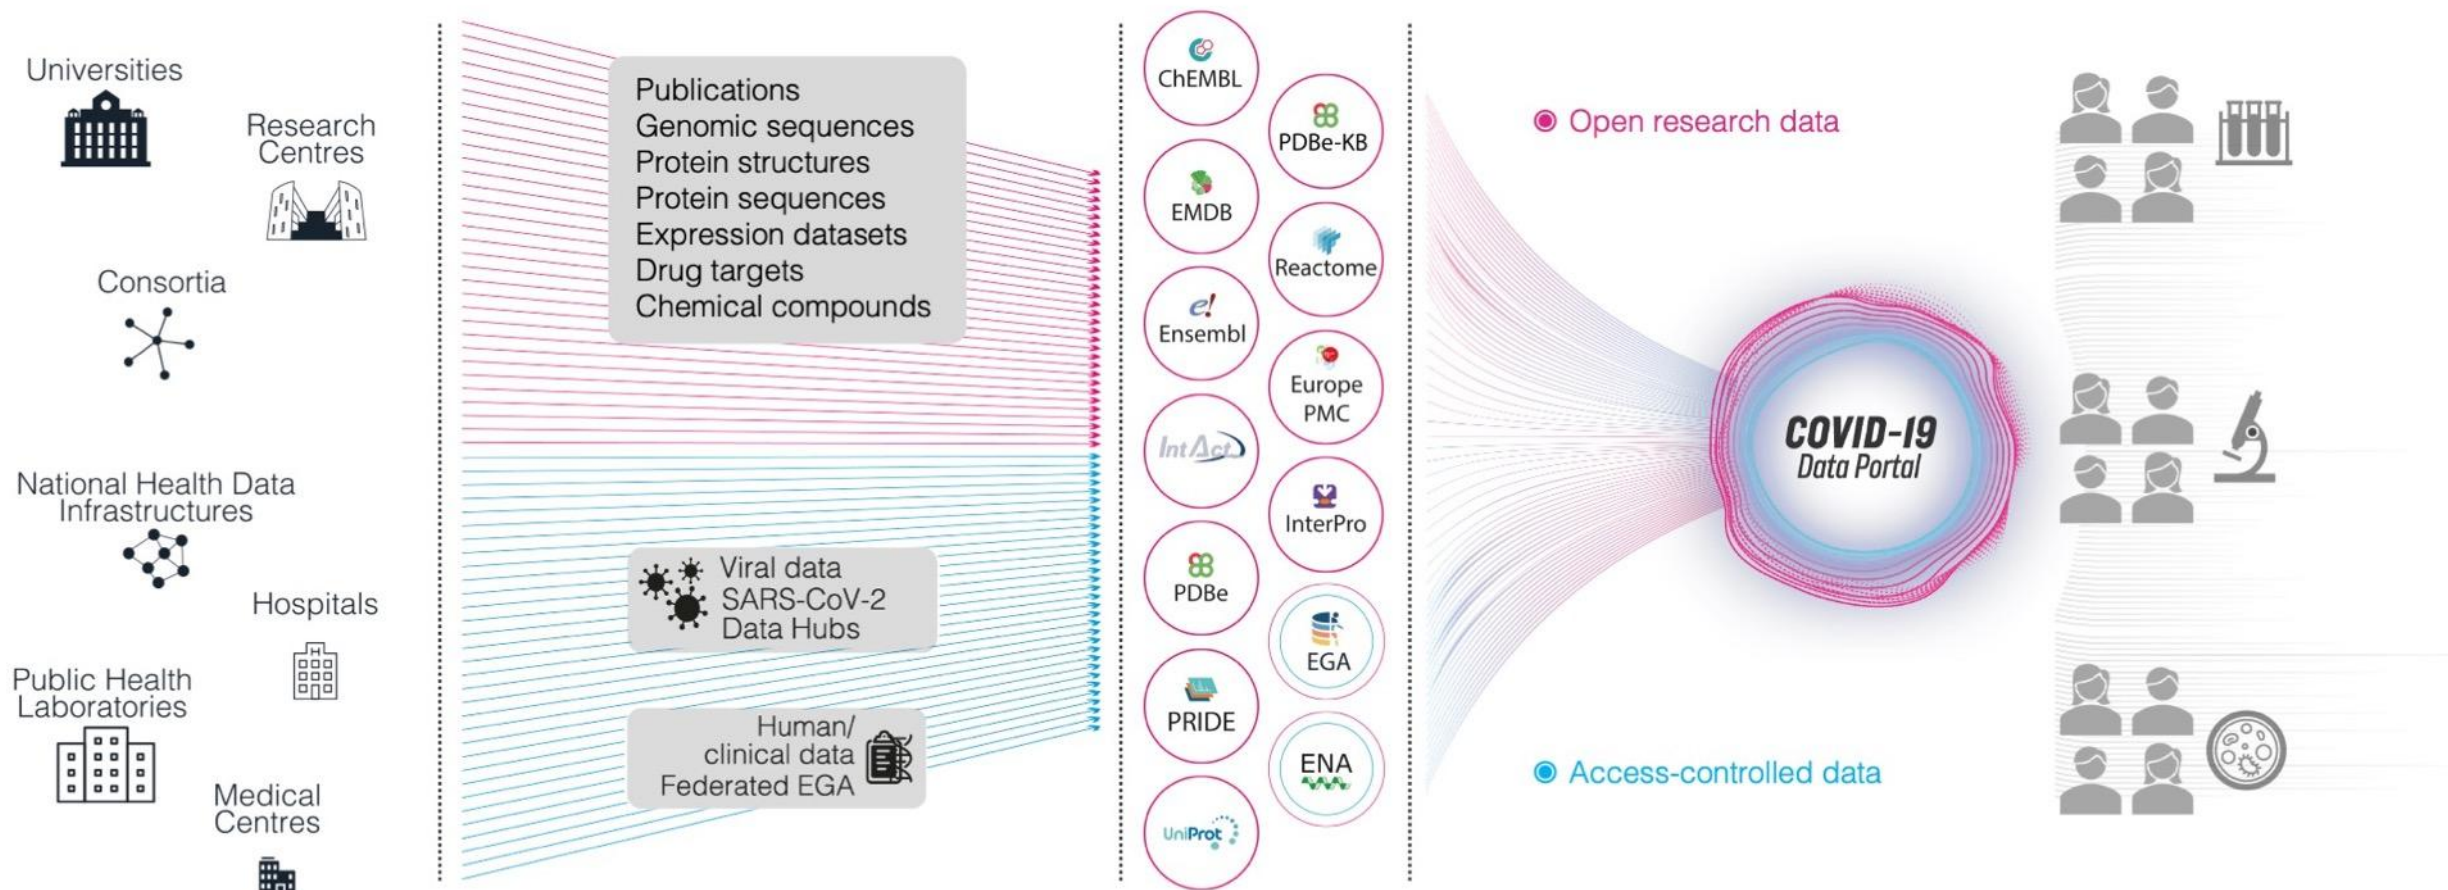 Universities
Research
Centres
Consortia
National Health Data
Infrastructures
Hospitals
Public Health
Laboratories
Medical
Centres
Publications
Genomic sequences
Protein structures
Protein sequences
Expression datasets
Drug targets
Chemical compounds
Viral data
SARS-CoV-2
Data Hubs
Human/
clinical data
Federated EGA
ChEMBL
PDBe-KB
EMDB
Reactome
e!
Ensembl
Europe
PMC
IntAct
InterPro
PDBe
EGA
PRIDE
ENA
UniProt
Open research data
COVID-19
Data Portal
Access-controlled data